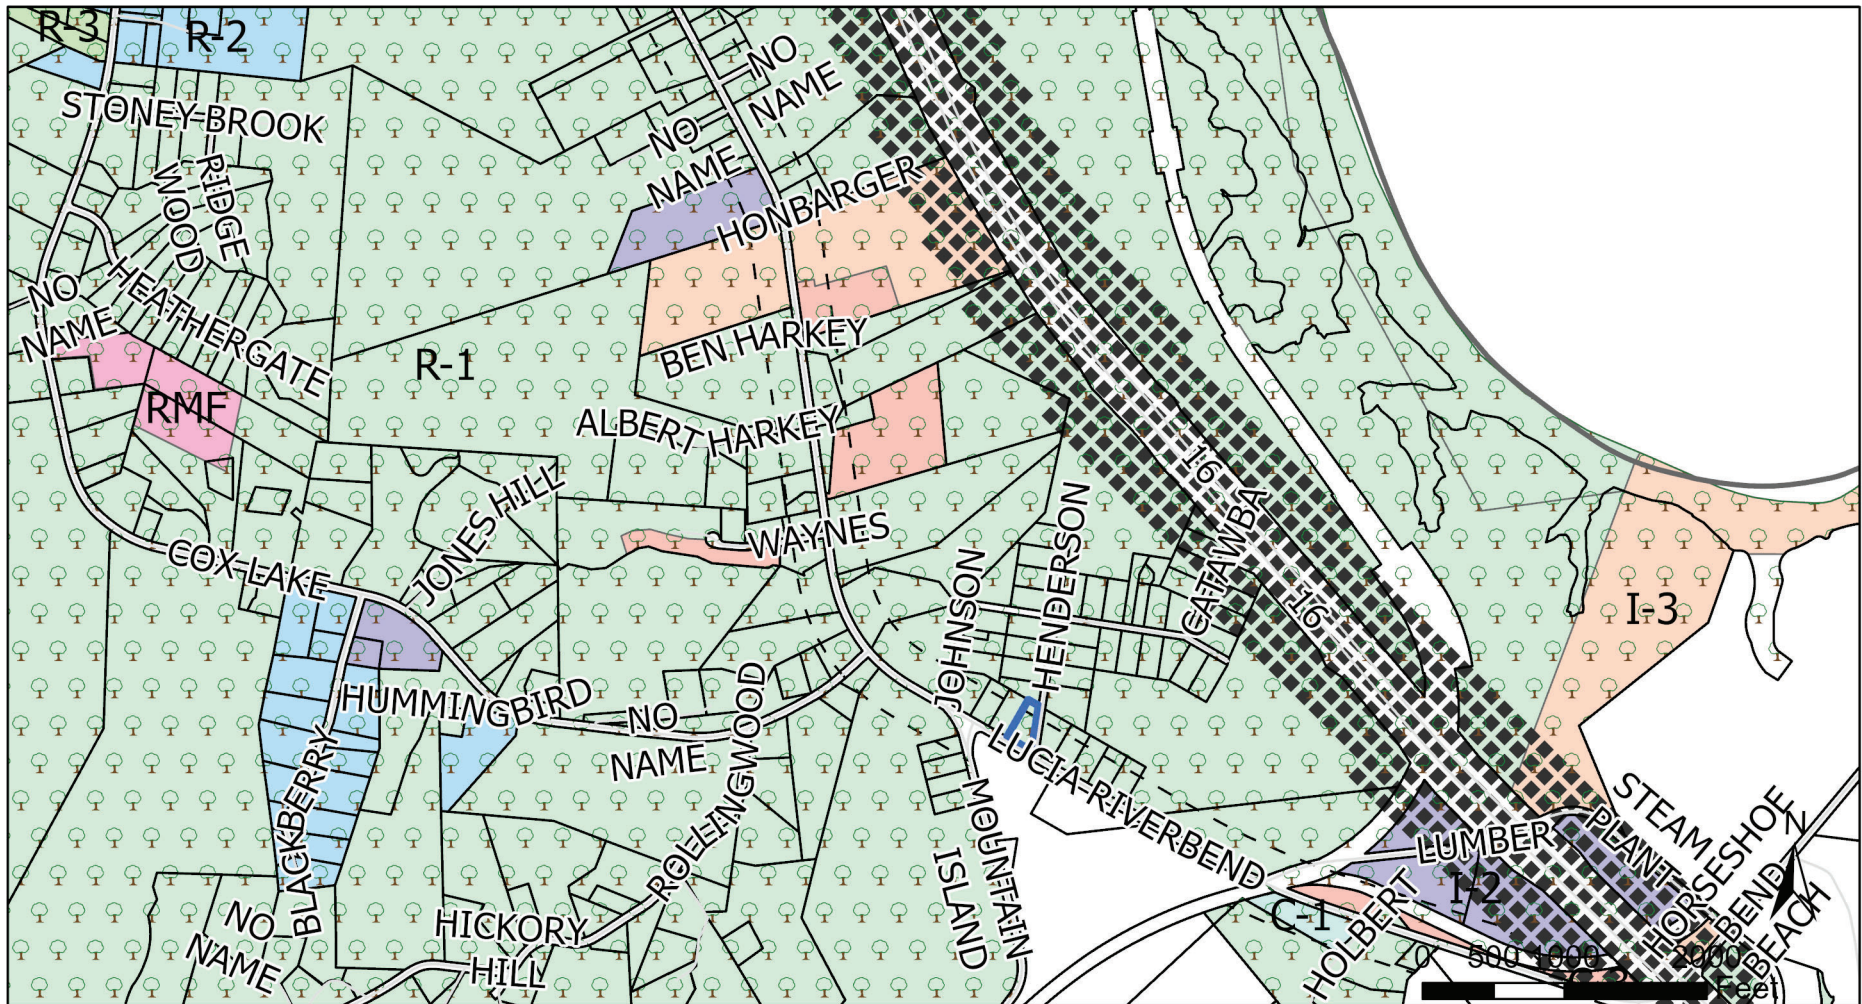 R-3
R-2
STONEY BROOK
NO
NAME
NO
NAME
RIDGE
WOOD
HONBARGER
NO
NAME
HEATHERGATE
R-1
BEN HARKEY
RMF
ALBERT HARKEY
16
JONES HILL
WAYNES
HENDERSON
CATAWBA
COX LAKE
JOHNSON
16
I-3
HUMMINGBIRD
NO
NAME
ROLLINGWOOD
LUCIA RIVERBEND
BLACKBERRY
MOUNTAIN
ISLAND
STEAM
PLANT
HORSESHOE
BEND
BEACH
N
LUMBER
I-2
C-1
HOLBERT
NO
NAME
HICKORY
HILL
0 500 1000 2000
Feet